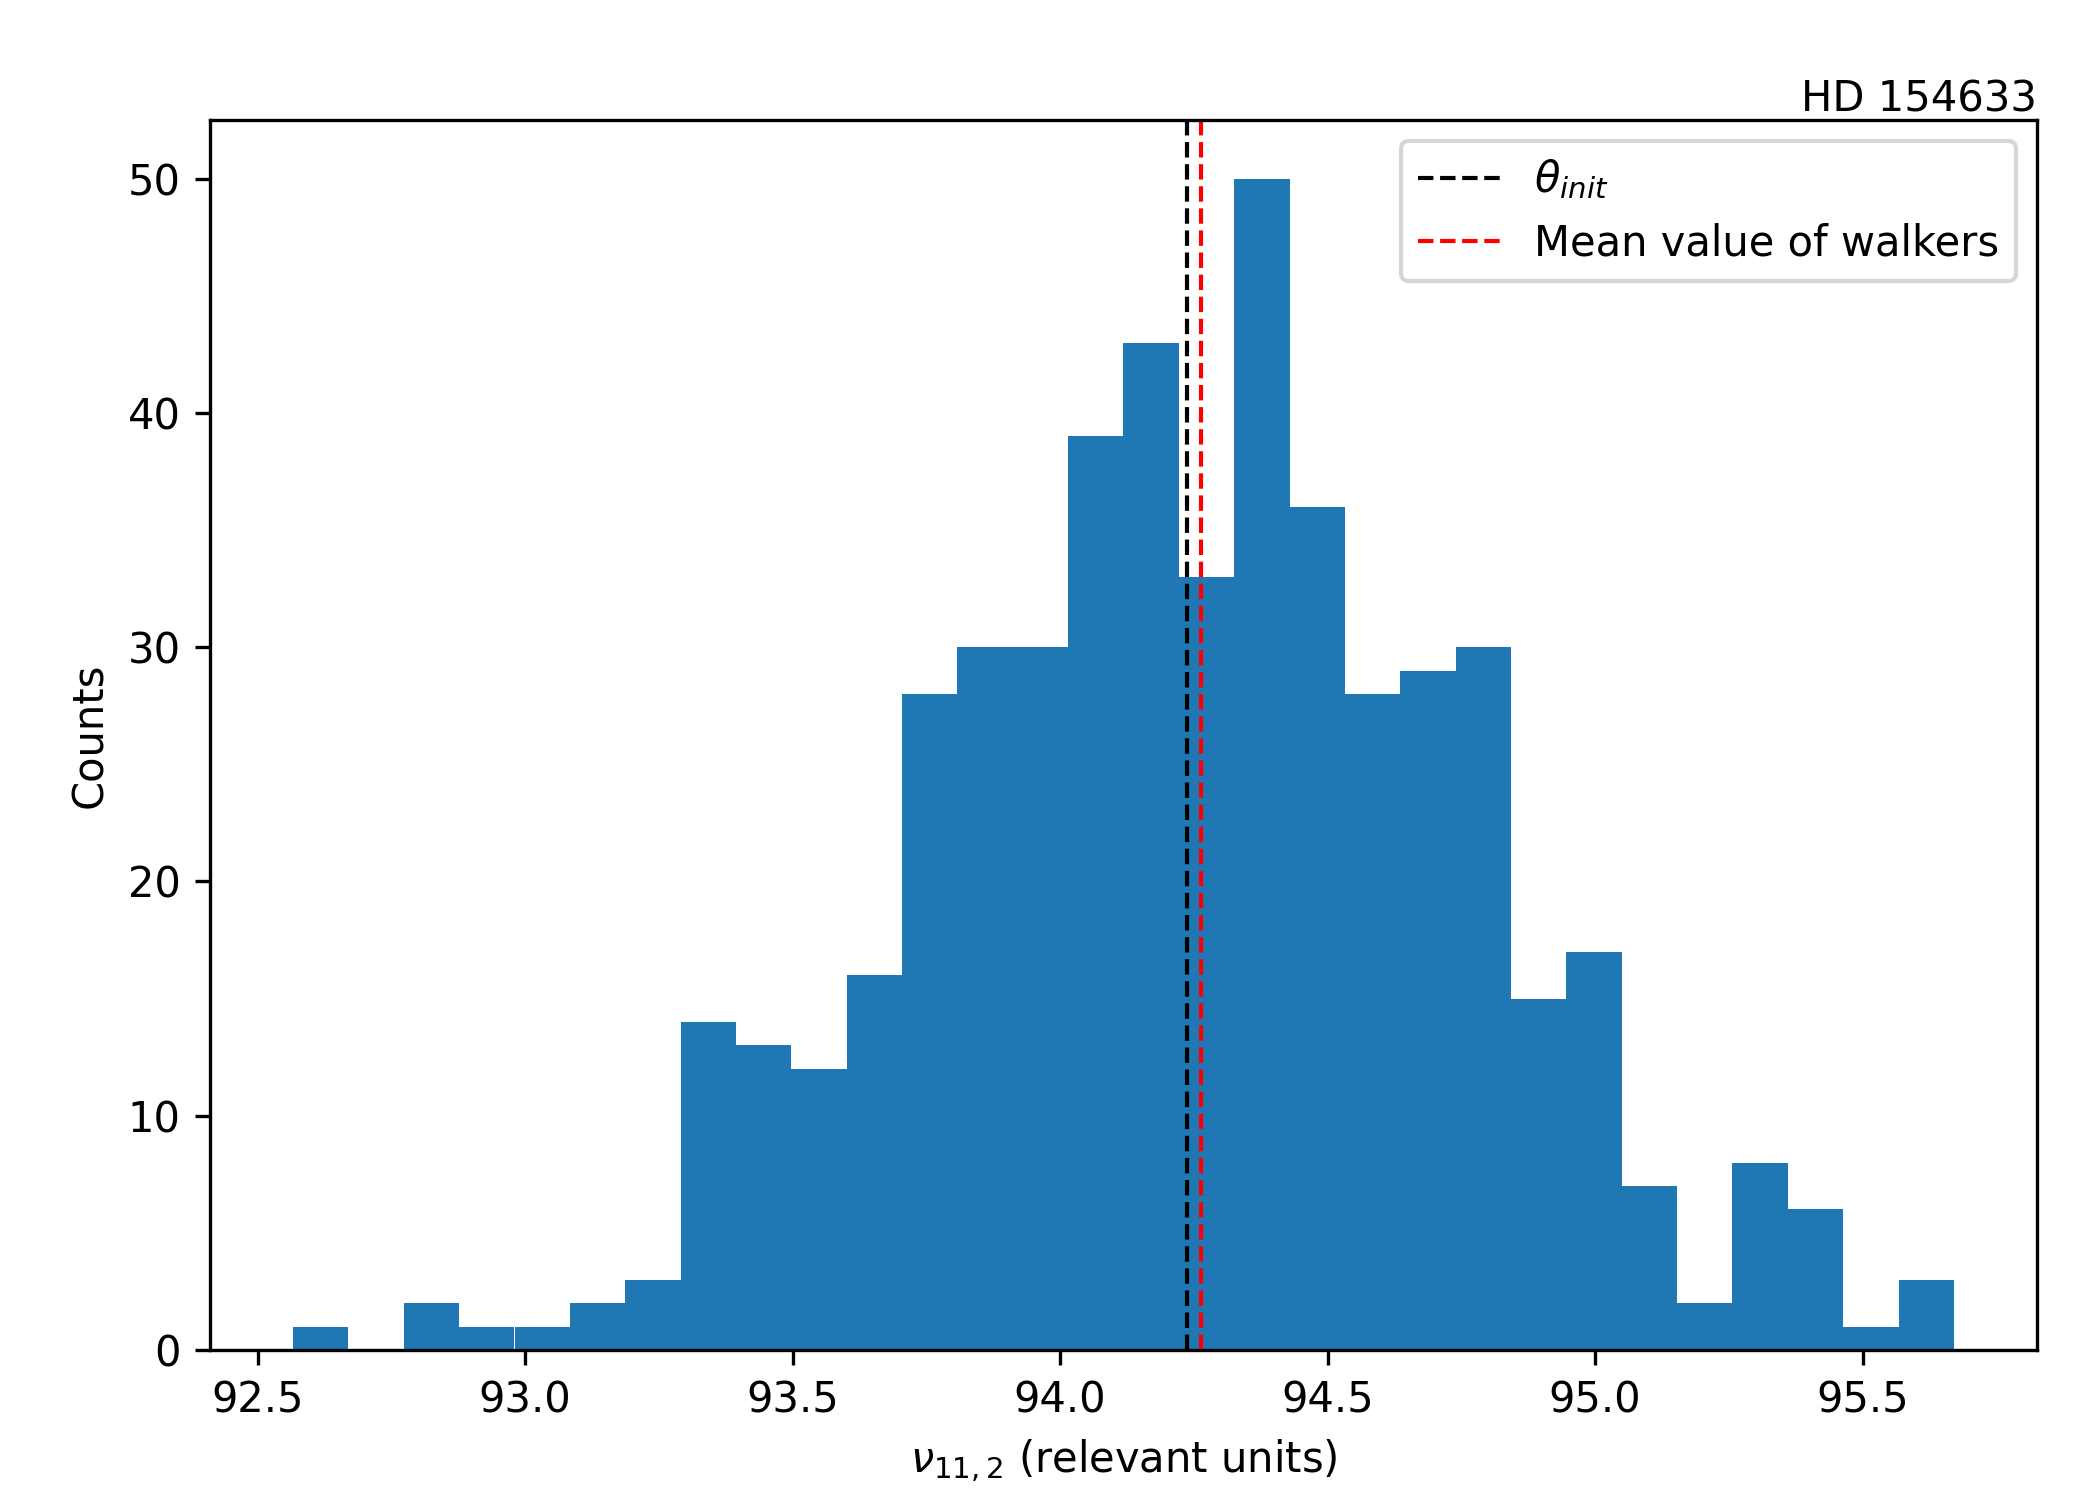 HD 154633
θinit
Mean value of walkers
50
40
30
20
10
0
Counts
92.5 93.0 93.5 94.0 94.5 95.0 95.5
ν11, 2 (relevant units)